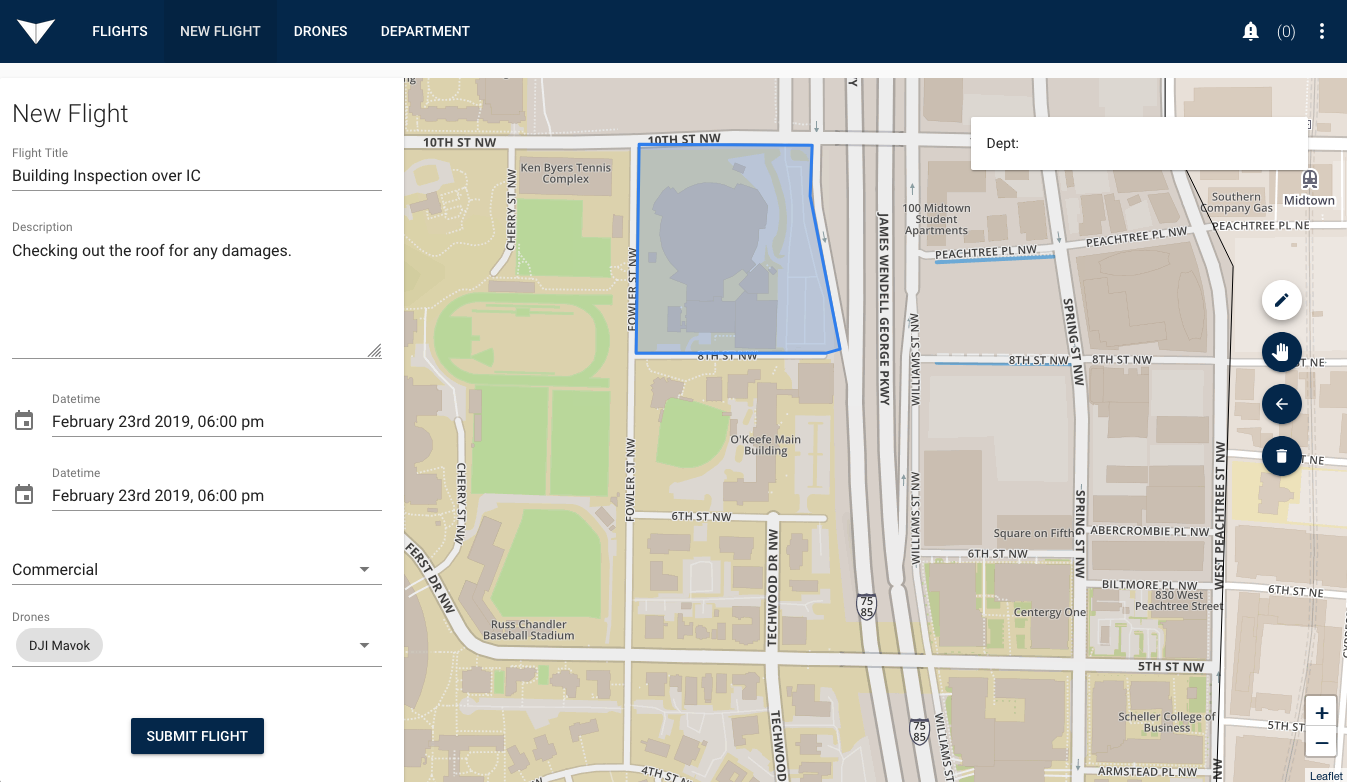 FLIGHTS
NEW FLIGHT
DRONES
DEPARTMENT
(0)
New Flight
Flight Title
Building Inspection over IC
Description
Checking out the roof for any damages.
Datetime
February 23rd 2019, 06:00 pm
Datetime
February 23rd 2019, 06:00 pm
Commercial
Drones
DJI Mavok
SUBMIT FLIGHT
Dept:
10TH ST NW
10TH ST NW
Ken Byers Tennis
Complex
CHERRY ST NW
FOWLER ST NW
8TH ST NW
JAMES WENDELL GEORGE PKWY
100 Midtown
Student
Apartments
PEACHTREE PL NW
PEACHTREE PL NW
PEACHTREE PL NE
Southern
Company Gas
Midtown
SPRING ST NW
WILLIAMS ST NW
8TH ST NW
8TH ST NW
O'Keefe Main
Building
CHERRY ST NW
FOWLER ST NW
6TH ST NW
WILLIAMS ST NW
SPRING ST NW
WEST PEACHTREE ST NW
Square on Fifth
ABERCROMBIE PL NW
6TH ST NW
FERST DR NW
TECHWOOD DR NW
75
85
BILTMORE PL NW
830 West
Peachtree Street
6TH ST NE
Centergy One
Russ Chandler
Baseball Stadium
5TH ST NW
TECHWOOD
WILLIAMS ST
75
85
Scheller College of
Business
5TH ST
4TH ST NW
ARMSTEAD PL NW
+
−
Leaflet